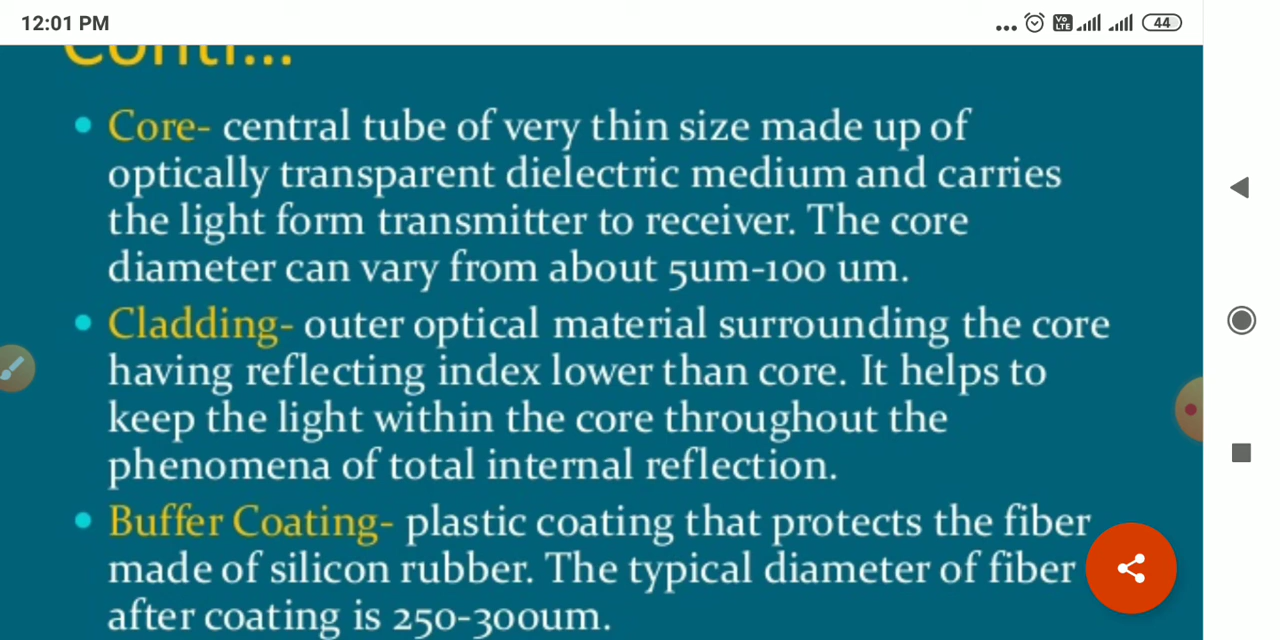 12:01 PM
... Vo LTE 44
Conti...
• Core- central tube of very thin size made up of
optically transparent dielectric medium and carries
the light form transmitter to receiver. The core
diameter can vary from about 5um-100 um.
• Cladding- outer optical material surrounding the core
having reflecting index lower than core. It helps to
keep the light within the core throughout the
phenomena of total internal reflection.
• Buffer Coating- plastic coating that protects the fiber
made of silicon rubber. The typical diameter of fiber
after coating is 250-300um.